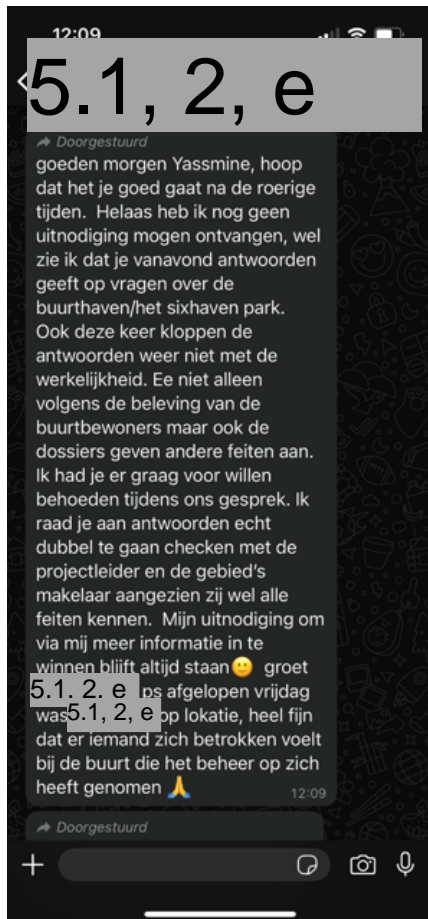 12:09
5.1, 2, e
Doorgestuurd
goeden morgen Yassmine, hoop
dat het je goed gaat na de roerige
tijden. Helaas heb ik nog geen
uitnodiging mogen ontvangen, wel
zie ik dat je vanavond antwoorden
geeft op vragen over de
buurthaven/het sixhaven park.
Ook deze keer kloppen de
antwoorden weer niet met de
werkelijkheid. Ee niet alleen
volgens de beleving van de
buurtbewoners maar ook de
dossiers geven andere feiten aan.
Ik had je er graag voor willen
behoeden tijdens ons gesprek. Ik
raad je aan antwoorden echt
dubbel te gaan checken met de
projectleider en de gebied's
makelaar aangezien zij wel alle
feiten kennen. Mijn uitnodiging om
via mij meer informatie in te
winnen blijft altijd staan🙂 groet
5.1. 2. e ps afgelopen vrijdag
was 5.1, 2, e op lokatie, heel fijn
dat er iemand zich betrokken voelt
bij de buurt die het beheer op zich
heeft genomen 🙏 12:09
Doorgestuurd